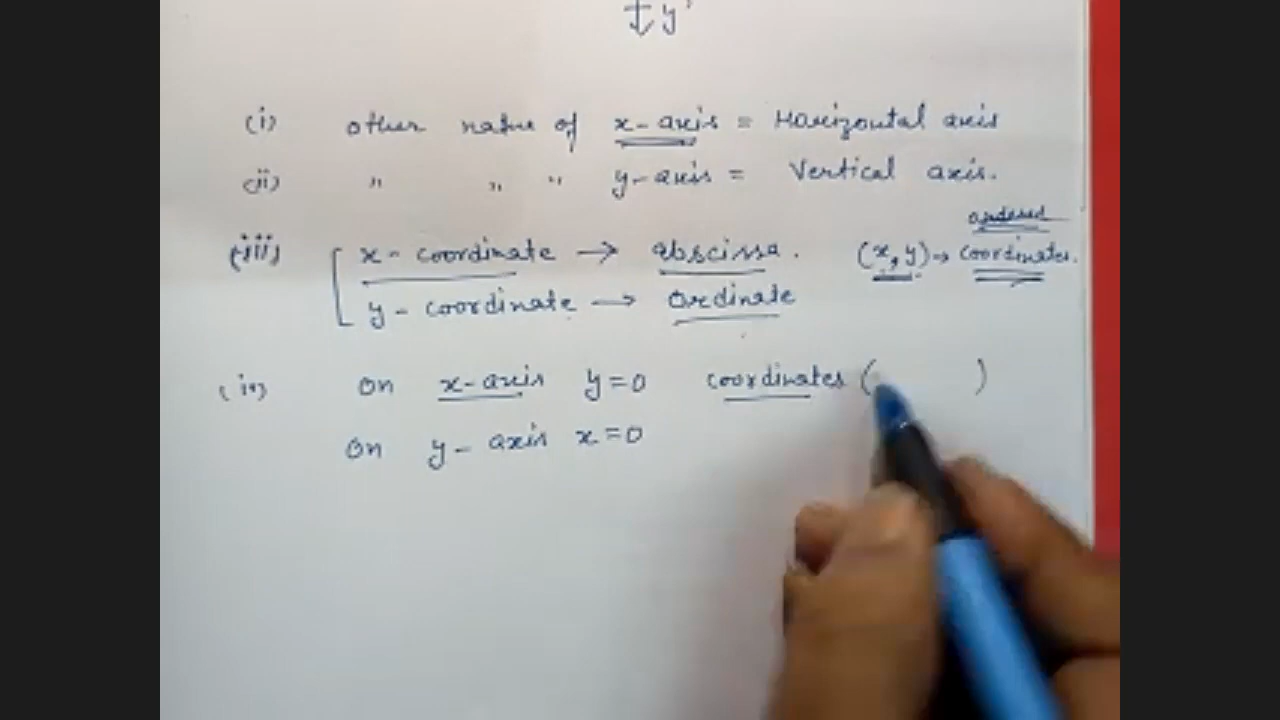 y'
(i) other name of x-axis = Horizontal axis
(ii) " " " y-axis = Vertical axis.
ordered
(iii) x-coordinate → abscissa. (x,y)→ coordinates.
y-coordinate → Ordinate
(iv) On x-axis y=0 coordinates ( )
On y-axis x=0